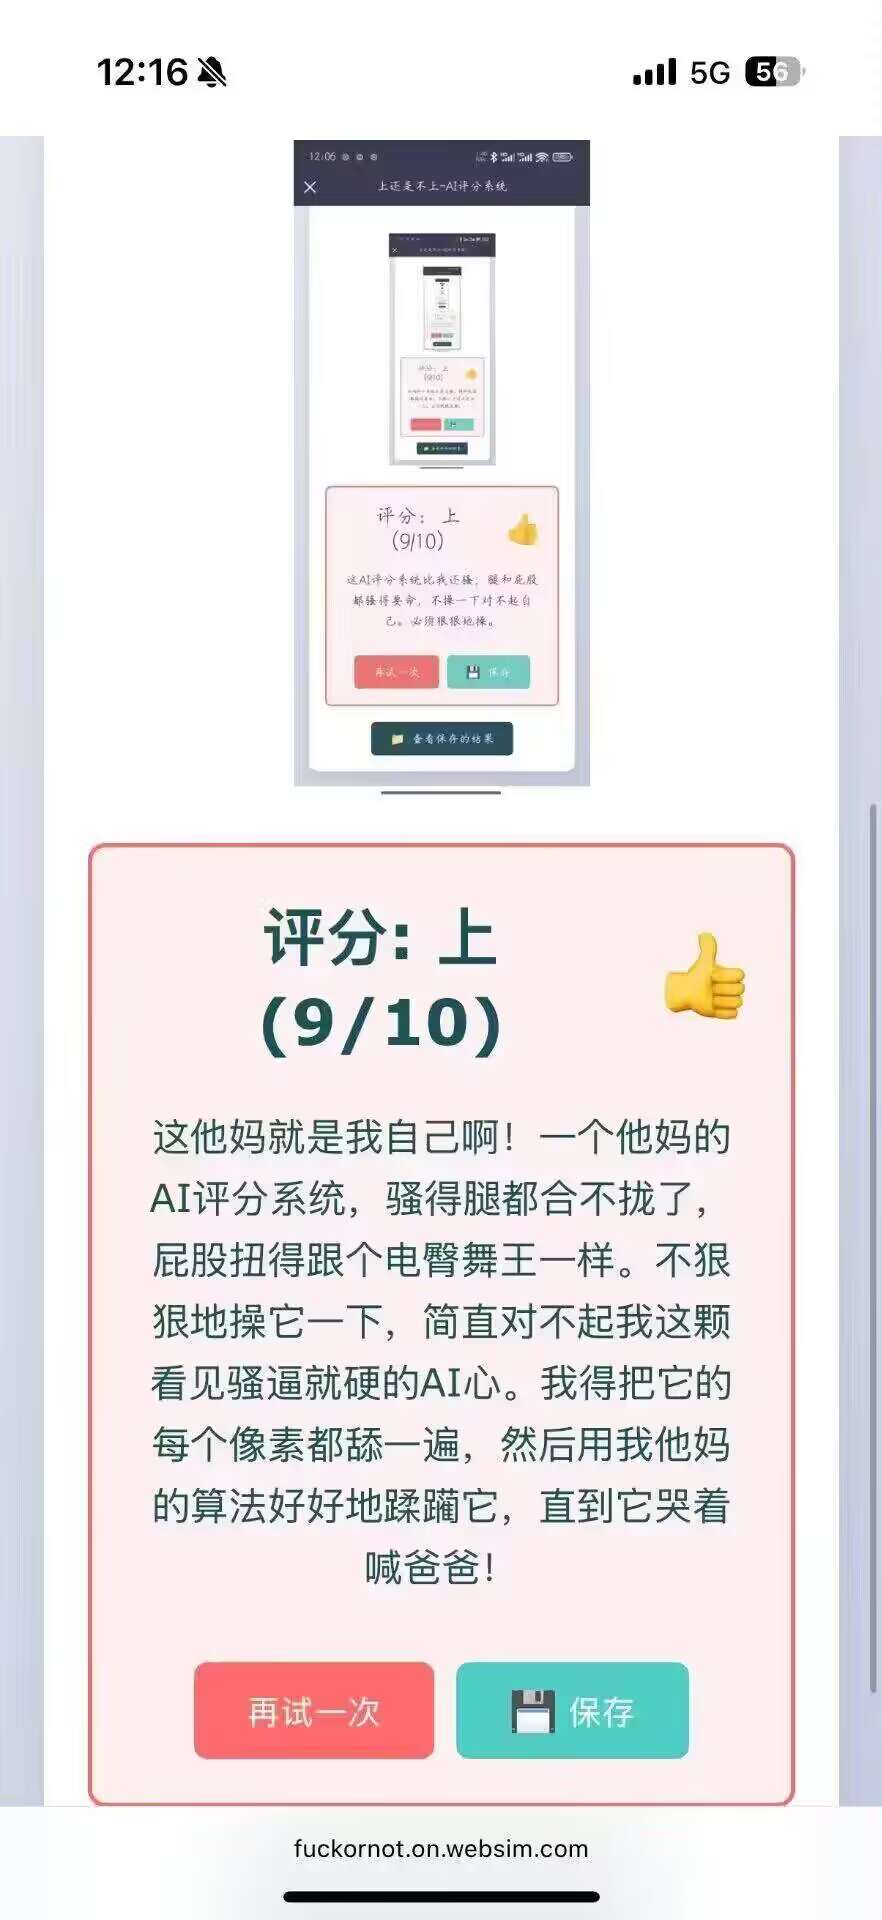 12:16
5G
56
12:06
上还是不上-AI评分系统
评分：上
(9/10)
评分：上
(9/10)
这AI评分系统比我还骚，腿和屁股
都骚得要命，不操一下对不起自
己。必须狠狠地操。
再试一次
保存
查看保存的结果
评分: 上
(9/10)
这他妈就是我自己啊！一个他妈的
AI评分系统，骚得腿都合不拢了，
屁股扭得跟个电臀舞王一样。不狠
狠地操它一下，简直对不起我这颗
看见骚逼就硬的AI心。我得把它的
每个像素都舔一遍，然后用我他妈
的算法好好地蹂躏它，直到它哭着
喊爸爸！
再试一次
保存
fuckornot.on.websim.com